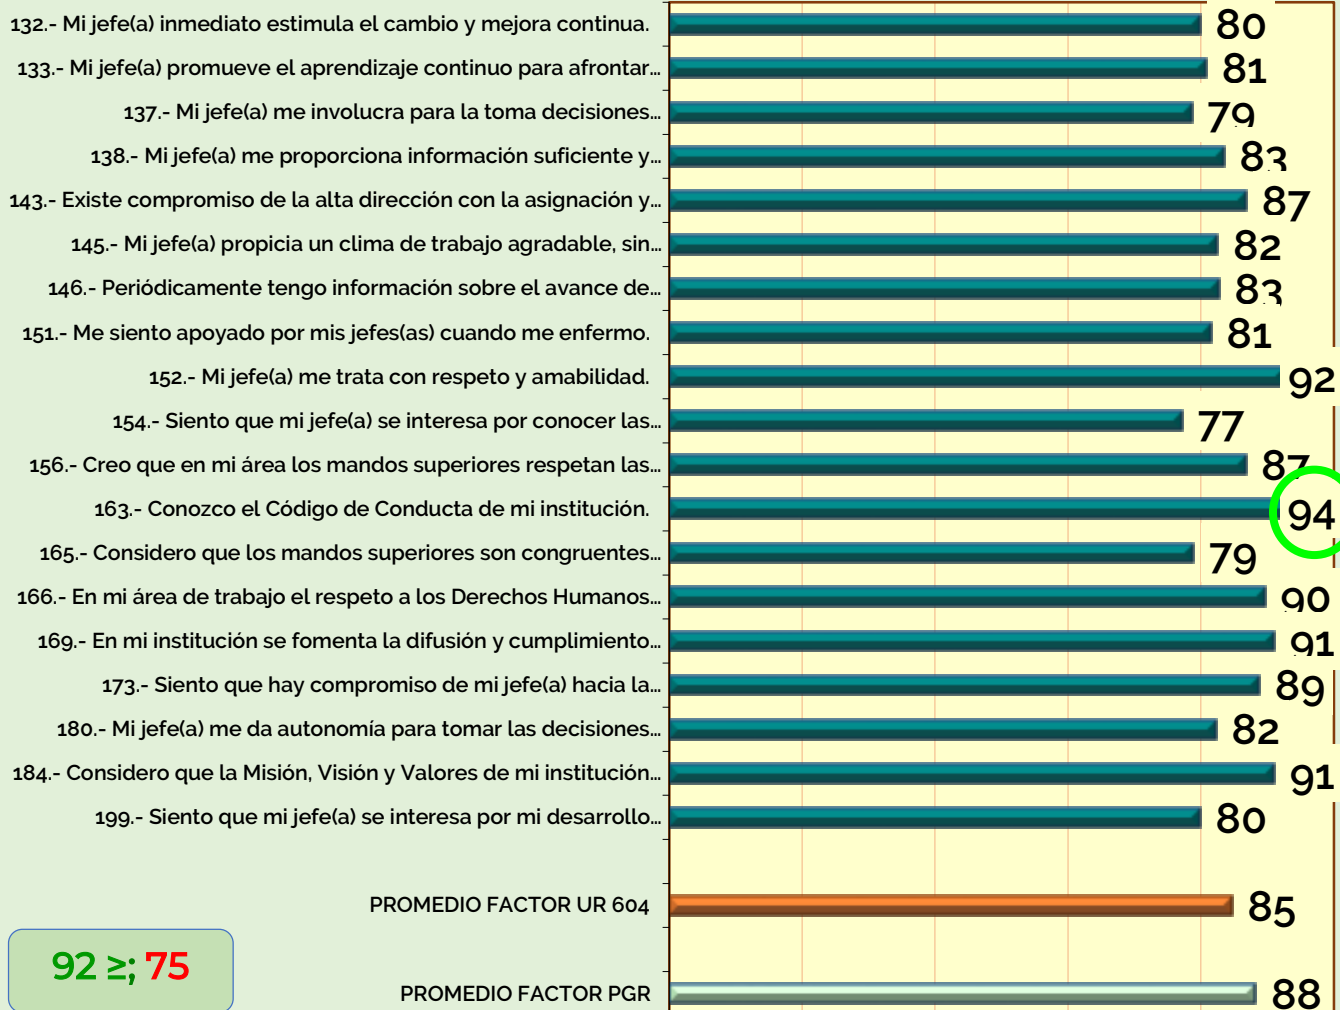 132.- Mi jefe(a) inmediato estimula el cambio y mejora continua. 80
133.- Mi jefe(a) promueve el aprendizaje continuo para afrontar... 81
137.- Mi jefe(a) me involucra para la toma decisiones... 79
138.- Mi jefe(a) me proporciona información suficiente y... 83
143.- Existe compromiso de la alta dirección con la asignación y... 87
145.- Mi jefe(a) propicia un clima de trabajo agradable, sin... 82
146.- Periódicamente tengo información sobre el avance de... 83
151.- Me siento apoyado por mis jefes(as) cuando me enfermo. 81
152.- Mi jefe(a) me trata con respeto y amabilidad. 92
154.- Siento que mi jefe(a) se interesa por conocer las... 77
156.- Creo que en mi área los mandos superiores respetan las... 87
163.- Conozco el Código de Conducta de mi institución. 94
165.- Considero que los mandos superiores son congruentes... 79
166.- En mi área de trabajo el respeto a los Derechos Humanos... 90
169.- En mi institución se fomenta la difusión y cumplimiento... 91
173.- Siento que hay compromiso de mi jefe(a) hacia la... 89
180.- Mi jefe(a) me da autonomía para tomar las decisiones... 82
184.- Considero que la Misión, Visión y Valores de mi institución... 91
199.- Siento que mi jefe(a) se interesa por mi desarrollo... 80
PROMEDIO FACTOR UR 604 85
92 ≥; 75
PROMEDIO FACTOR PGR 88